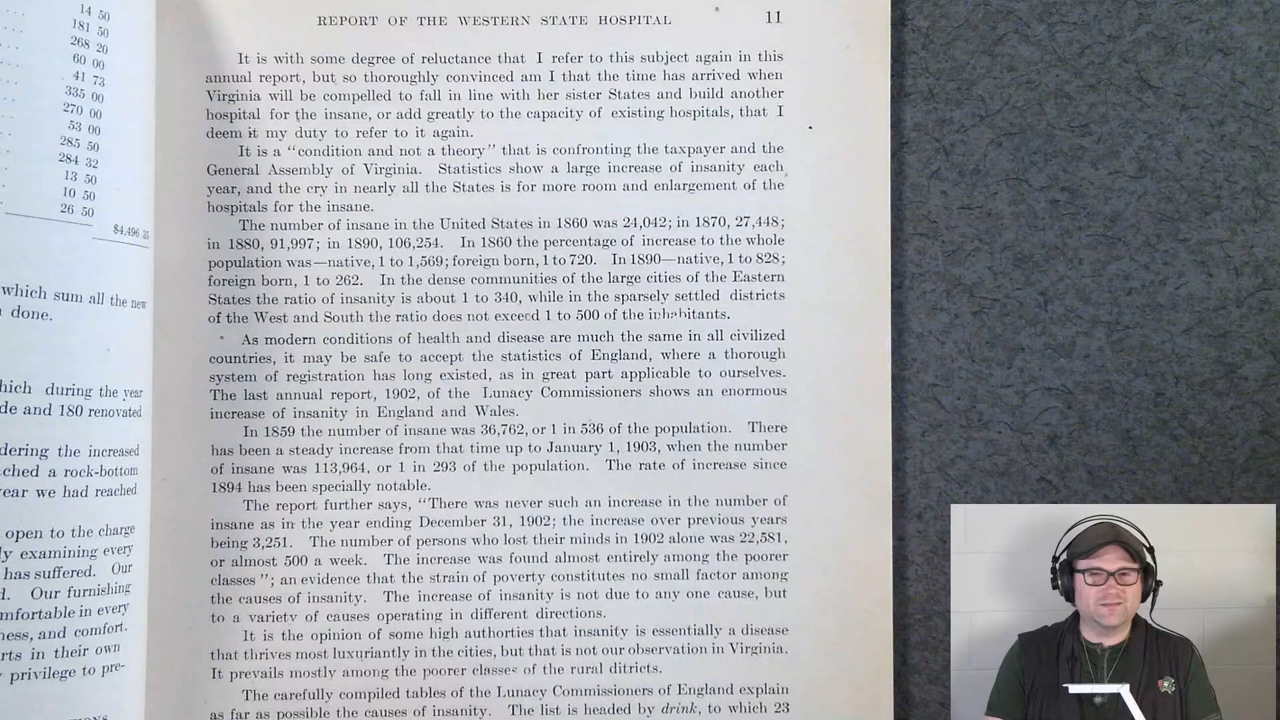 14 50
181 50
268 20
60 00
41 73
335 00
270 00
53 00
285 50
284 32
13 50
10 50
26 50
$4,496 35
which sum all the new
done.
hich during the year
de and 180 renovated
dering the increased
ched a rock-bottom
ear we had reached
open to the charge
ly examining every
has suffered. Our
d. Our furnishing
mfortable in every
ness, and comfort.
rts in their own
privilege to pre-
REPORT OF THE WESTERN STATE HOSPITAL 11
It is with some degree of reluctance that I refer to this subject again in this
annual report, but so thoroughly convinced am I that the time has arrived when
Virginia will be compelled to fall in line with her sister States and build another
hospital for the insane, or add greatly to the capacity of existing hospitals, that I
deem it my duty to refer to it again.
It is a "condition and not a theory" that is confronting the taxpayer and the
General Assembly of Virginia. Statistics show a large increase of insanity each
year, and the cry in nearly all the States is for more room and enlargement of the
hospitals for the insane.
The number of insane in the United States in 1860 was 24,042; in 1870, 27,448;
in 1880, 91,997; in 1890, 106,254. In 1860 the percentage of increase to the whole
population was—native, 1 to 1,569; foreign born, 1 to 720. In 1890—native, 1 to 828;
foreign born, 1 to 262. In the dense communities of the large cities of the Eastern
States the ratio of insanity is about 1 to 340, while in the sparsely settled districts
of the West and South the ratio does not exceed 1 to 500 of the inhabitants.
As modern conditions of health and disease are much the same in all civilized
countries, it may be safe to accept the statistics of England, where a thorough
system of registration has long existed, as in great part applicable to ourselves.
The last annual report, 1902, of the Lunacy Commissioners shows an enormous
increase of insanity in England and Wales.
In 1859 the number of insane was 36,762, or 1 in 536 of the population. There
has been a steady increase from that time up to January 1, 1903, when the number
of insane was 113,964, or 1 in 293 of the population. The rate of increase since
1894 has been specially notable.
The report further says, "There was never such an increase in the number of
insane as in the year ending December 31, 1902; the increase over previous years
being 3,251. The number of persons who lost their minds in 1902 alone was 22,581,
or almost 500 a week. The increase was found almost entirely among the poorer
classes"; an evidence that the strain of poverty constitutes no small factor among
the causes of insanity. The increase of insanity is not due to any one cause, but
to a variety of causes operating in different directions.
It is the opinion of some high authorties that insanity is essentially a disease
that thrives most luxuriantly in the cities, but that is not our observation in Virginia.
It prevails mostly among the poorer classes of the rural ditricts.
The carefully compiled tables of the Lunacy Commissioners of England explain
as far as possible the causes of insanity. The list is headed by drink, to which 23